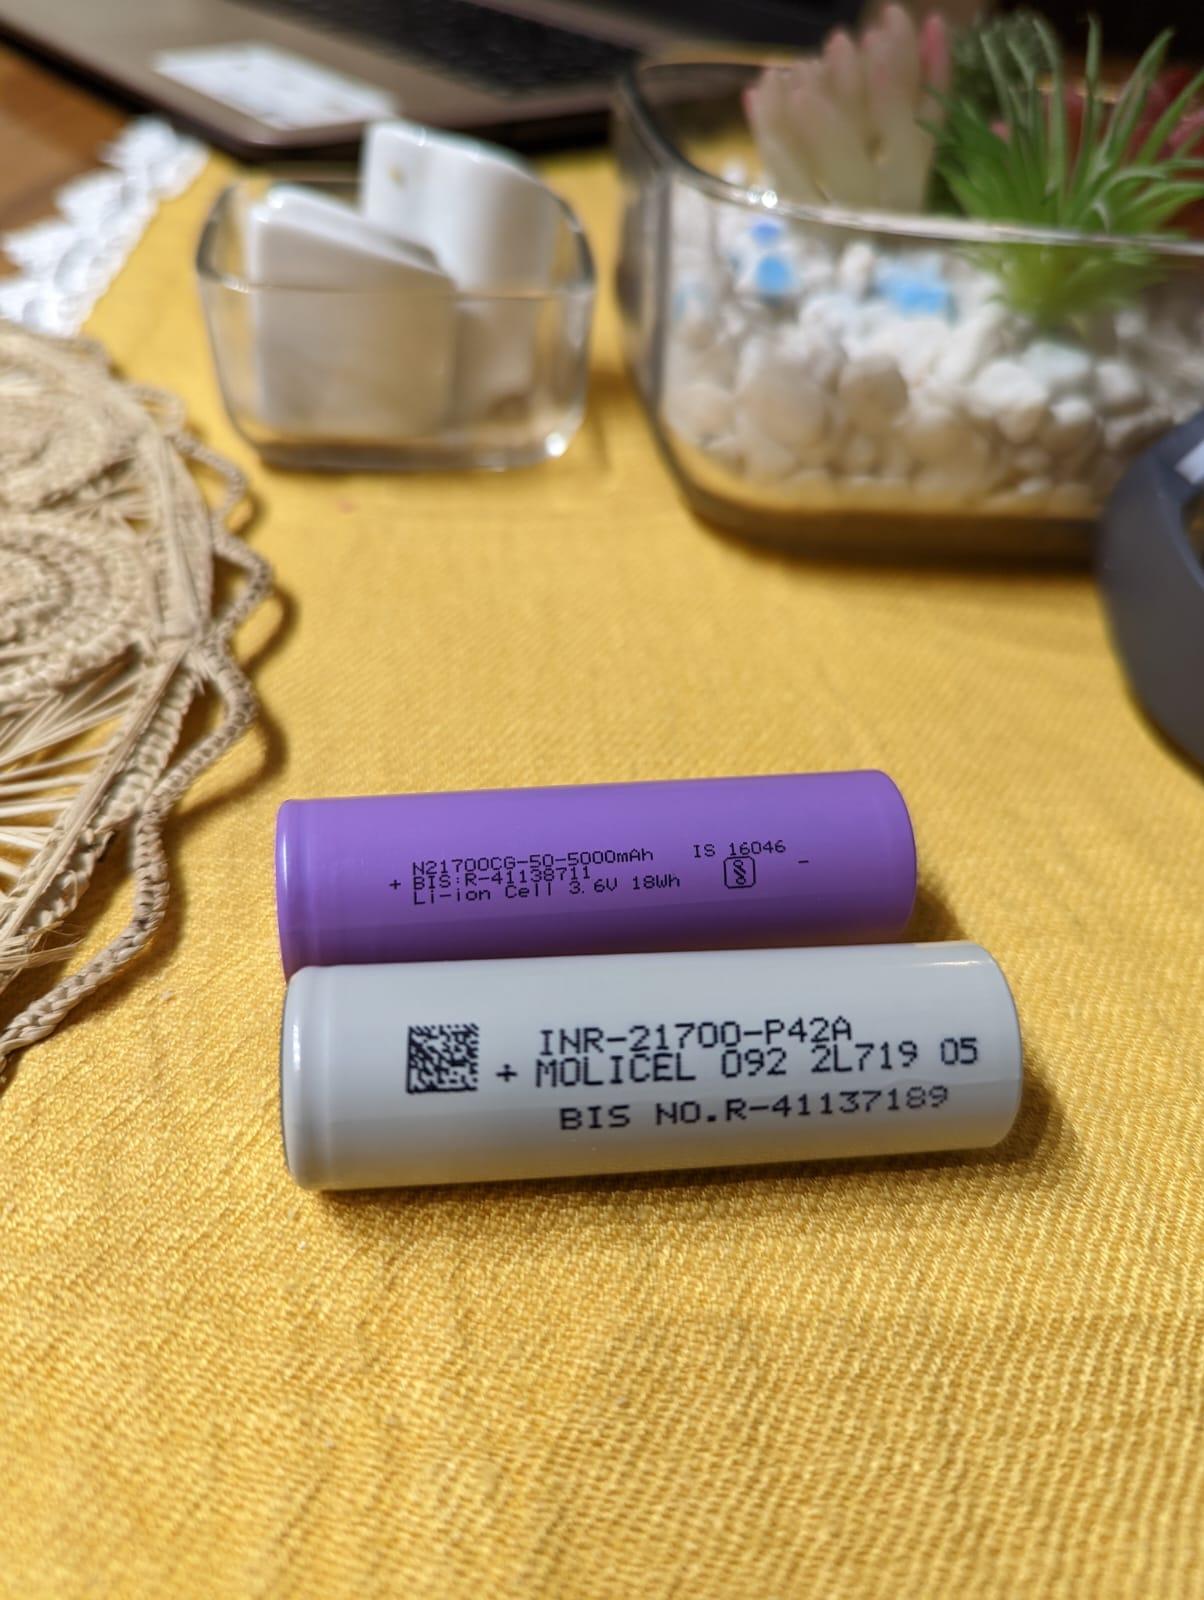 N21700CG-50-5000mAh IS 16046
+ BIS:R-41138711 -
Li-ion Cell 3.6V 18Wh
INR-21700-P42A
+ MOLICEL 092 2L719 05
BIS NO.R-41137189